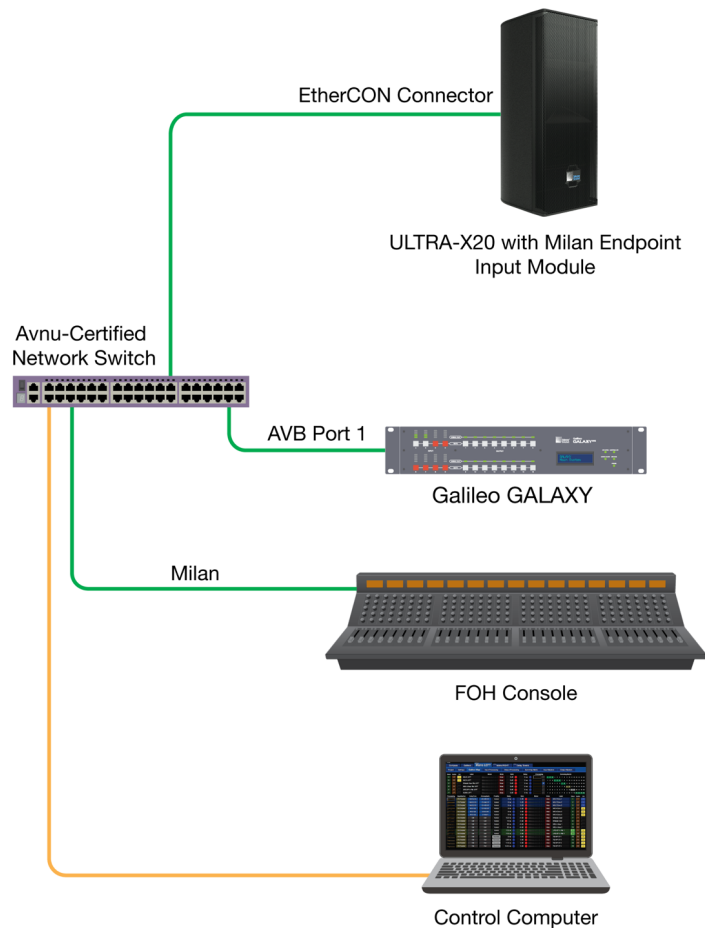 EtherCON Connector
ULTRA-X20 with Milan Endpoint
Input Module
Avnu-Certified
Network Switch
AVB Port 1
Galileo GALAXY
Milan
FOH Console
Control Computer